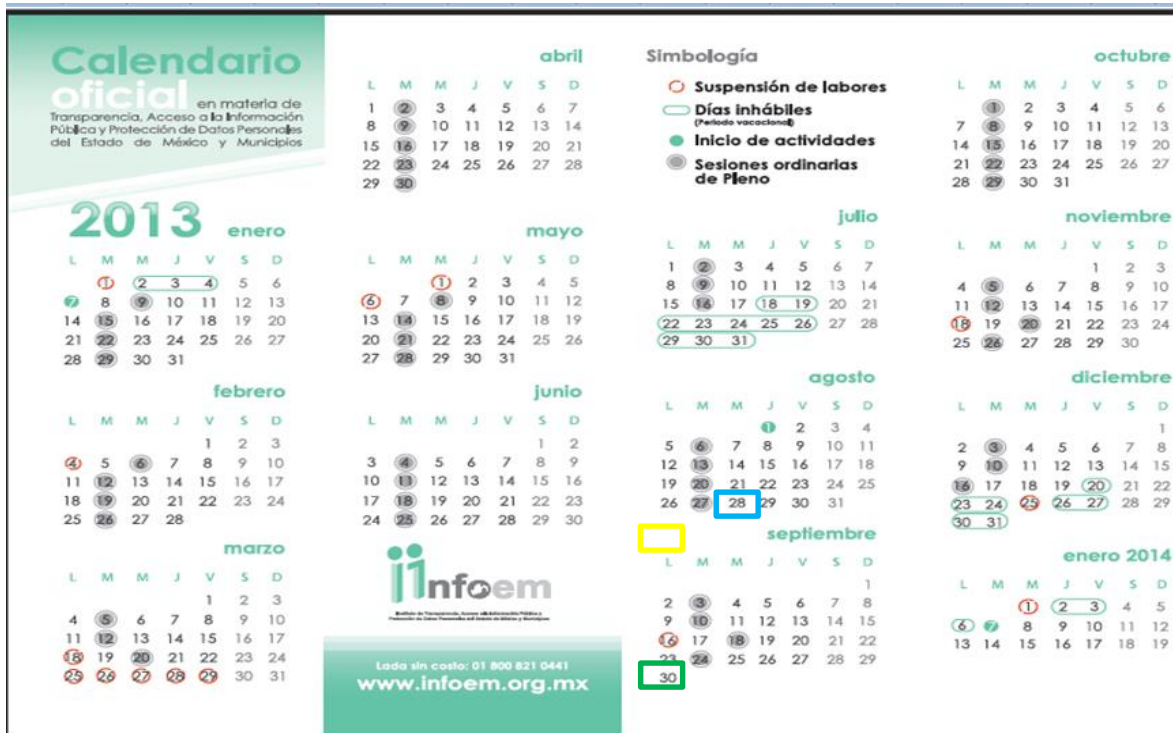 Calendario
oficial en materia de
Transparencia, Acceso a la Información
Pública y Protección de Datos Personales
del Estado de México y Municipios
2013
enero
L M M J V S D
1 2 3 4 5 6
7 8 9 10 11 12 13
14 15 16 17 18 19 20
21 22 23 24 25 26 27
28 29 30 31
febrero
L M M J V S D
1 2 3
4 5 6 7 8 9 10
11 12 13 14 15 16 17
18 19 20 21 22 23 24
25 26 27 28
marzo
L M M J V S D
1 2 3
4 5 6 7 8 9 10
11 12 13 14 15 16 17
18 19 20 21 22 23 24
25 26 27 28 29 30 31
abril
L M M J V S D
1 2 3 4 5 6 7
8 9 10 11 12 13 14
15 16 17 18 19 20 21
22 23 24 25 26 27 28
29 30
mayo
L M M J V S D
1 2 3 4 5
6 7 8 9 10 11 12
13 14 15 16 17 18 19
20 21 22 23 24 25 26
27 28 29 30 31
junio
L M M J V S D
1 2
3 4 5 6 7 8 9
10 11 12 13 14 15 16
17 18 19 20 21 22 23
24 25 26 27 28 29 30
infoem
Instituto de Transparencia, Acceso a la Información Pública y
Protección de Datos Personales del Estado de México y Municipios
Lada sin costo: 01 800 821 0441
www.infoem.org.mx
Simbología
Suspensión de labores
Días inhábiles
(Periodo vacacional)
Inicio de actividades
Sesiones ordinarias
de Pleno
julio
L M M J V S D
1 2 3 4 5 6 7
8 9 10 11 12 13 14
15 16 17 18 19 20 21
22 23 24 25 26 27 28
29 30 31
agosto
L M M J V S D
1 2 3 4
5 6 7 8 9 10 11
12 13 14 15 16 17 18
19 20 21 22 23 24 25
26 27 28 29 30 31
septiembre
L M M J V S D
1
2 3 4 5 6 7 8
9 10 11 12 13 14 15
16 17 18 19 20 21 22
23 24 25 26 27 28 29
30
octubre
L M M J V S D
1 2 3 4 5 6
7 8 9 10 11 12 13
14 15 16 17 18 19 20
21 22 23 24 25 26 27
28 29 30 31
noviembre
L M M J V S D
1 2 3
4 5 6 7 8 9 10
11 12 13 14 15 16 17
18 19 20 21 22 23 24
25 26 27 28 29 30
diciembre
L M M J V S D
1
2 3 4 5 6 7 8
9 10 11 12 13 14 15
16 17 18 19 20 21 22
23 24 25 26 27 28 29
30 31
enero 2014
L M M J V S D
1 2 3 4 5
6 7 8 9 10 11 12
13 14 15 16 17 18 19